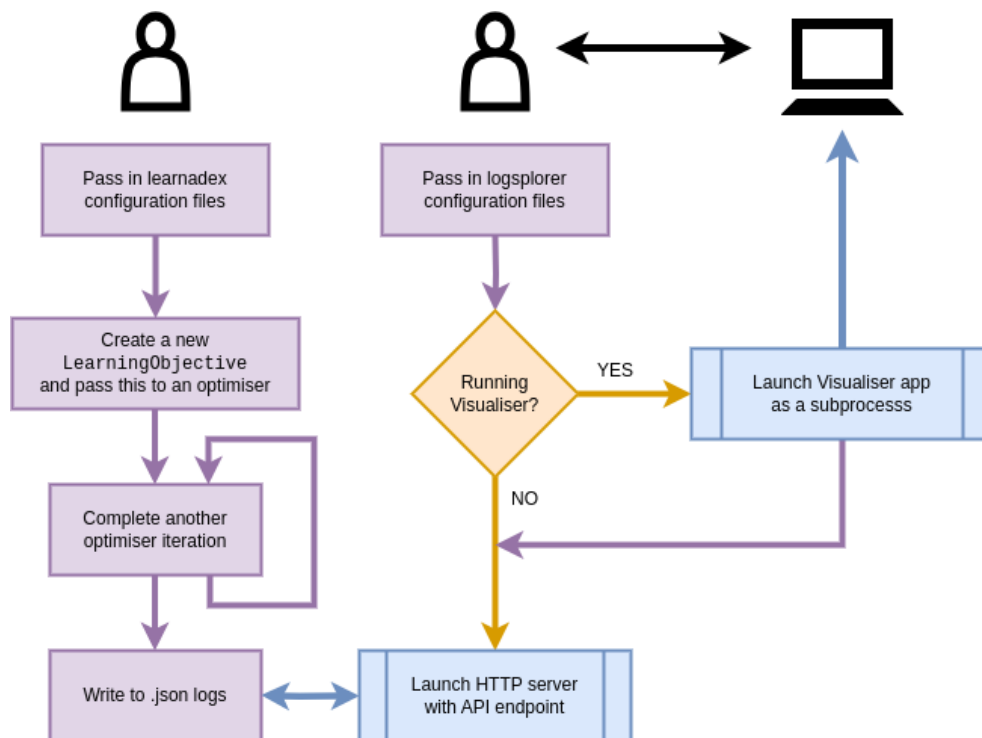 Pass in learnadex
configuration files
Pass in logsplorer
configuration files
Create a new
LearningObjective
and pass this to an optimiser
Running
Visualiser?
YES
Launch Visualiser app
as a subprocesss
NO
Complete another
optimiser iteration
Write to .json logs
Launch HTTP server
with API endpoint